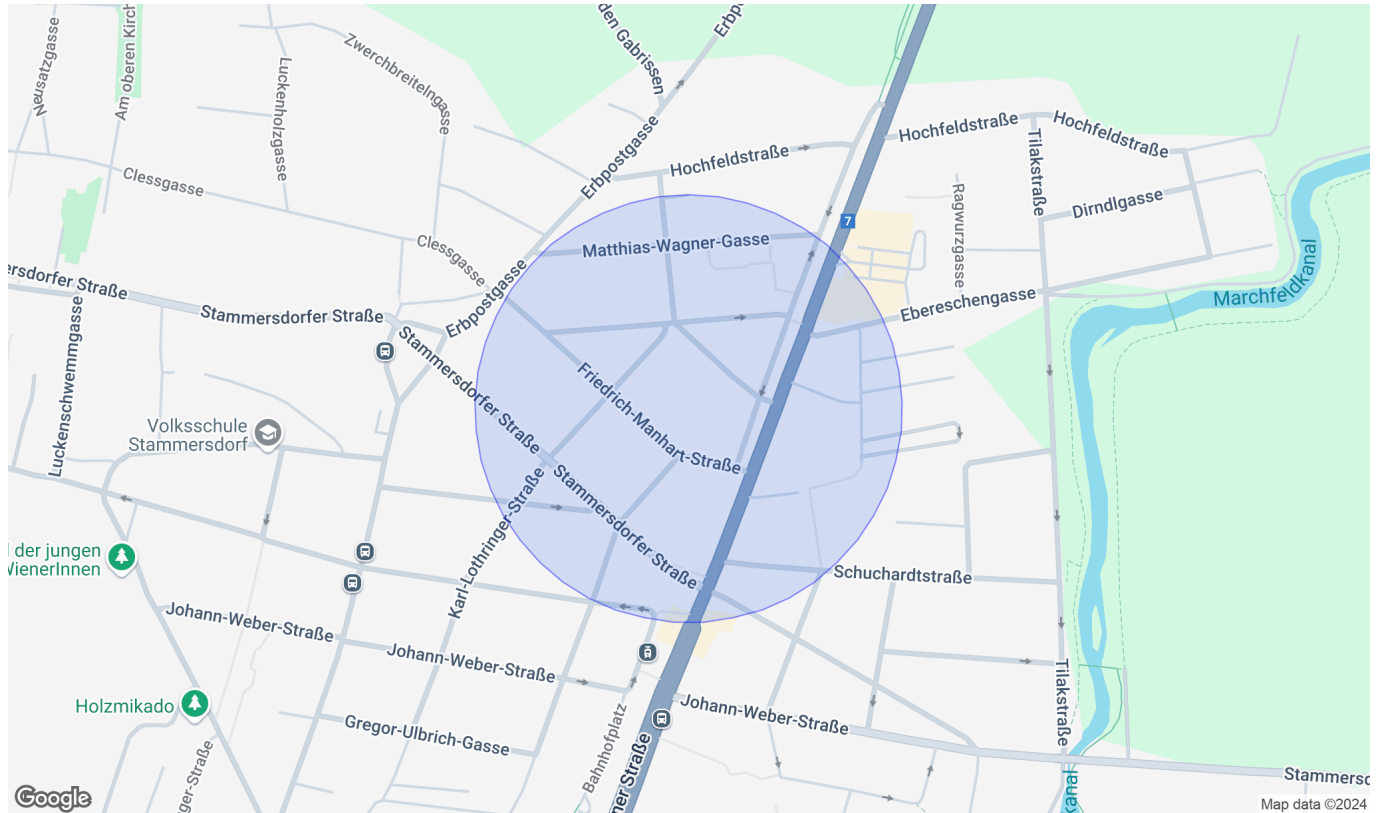 Neusatzgasse
Am oberen Kirch
Zwerchbreitelngasse
den Gabrissen
Erbp
Luckenholzgasse
Clessgasse
Erbpostgasse
Hochfeldstraße
Hochfeldstraße
Hochfeldstraße
Tilakstraße
Ragwurzgasse
Dirndlgasse
7
Matthias-Wagner-Gasse
Clessgasse
Erbpostgasse
Marchfeldkanal
Ebereschengasse
ersdorfer Straße
Stammersdorfer Straße
Stammersdorfer Straße
Luckenschwemmgasse
Friedrich-Manhart-Straße
Volksschule
Stammersdorf
Stammersdorfer Straße
Karl-Lothringer-Straße
l der jungen
WienerInnen
Schuchardtstraße
Johann-Weber-Straße
Johann-Weber-Straße
Tilakstraße
Holzmikado
Gregor-Ulbrich-Gasse
Bahnhofplatz
Johann-Weber-Straße
ner Straße
nger-Straße
kanal
Stammersd
Google
Map data ©2024